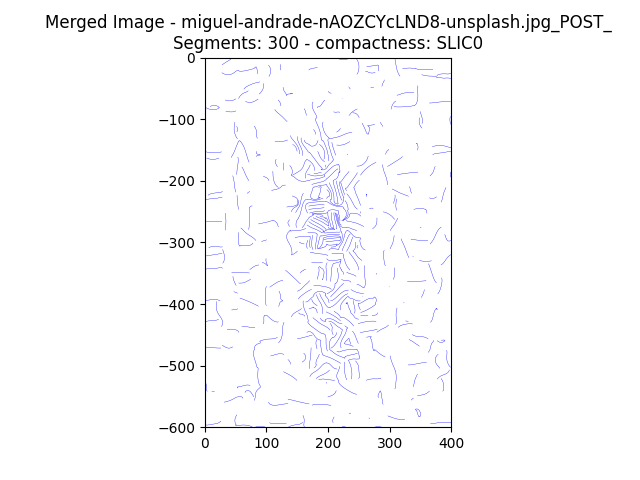 Merged Image - miguel-andrade-nAOZCYcLND8-unsplash.jpg_POST_
Segments: 300 - compactness: SLIC0
0
−100
−200
−300
−400
−500
−600
0 100 200 300 400